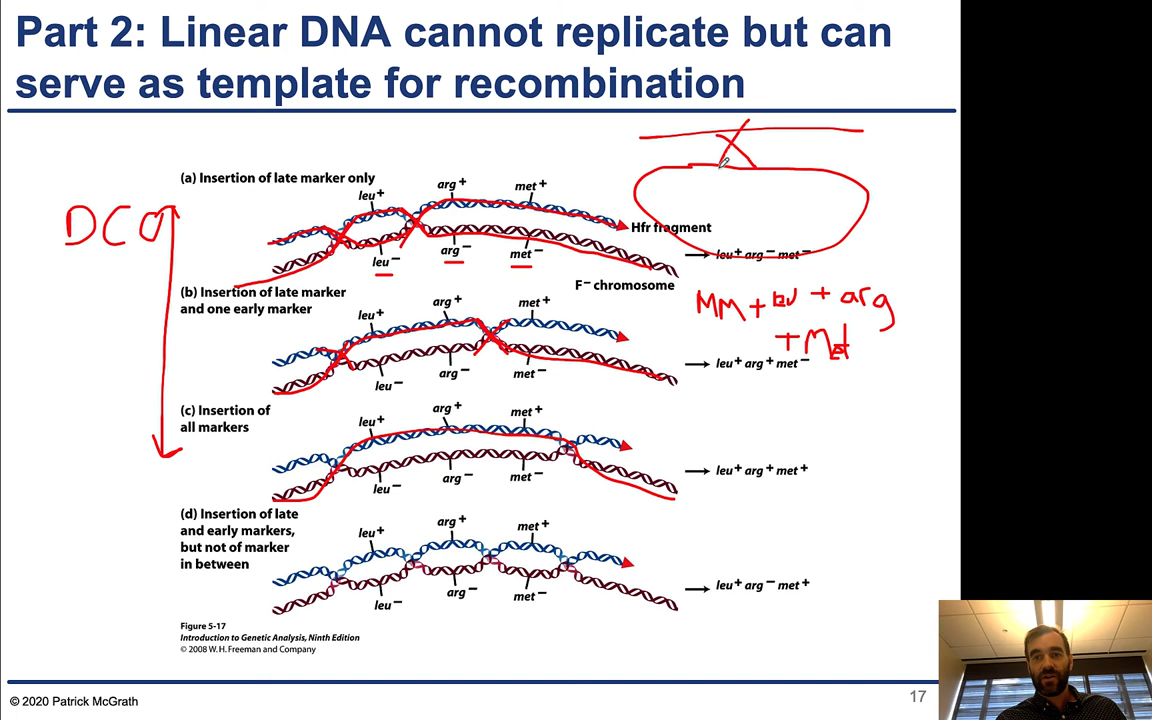 Part 2: Linear DNA cannot replicate but can
serve as template for recombination
(a) Insertion of late marker only
leu+
arg+
met+
Hfr fragment
leu–
arg–
met–
→ leu+ arg– met–
F– chromosome
DCO
MM + leu + arg
+ Met
(b) Insertion of late marker
and one early marker
leu+
arg+
met+
leu–
arg–
met–
→ leu+ arg+ met–
(c) Insertion of
all markers
leu+
arg+
met+
leu–
arg–
met–
→ leu+ arg+ met+
(d) Insertion of late
and early markers,
but not of marker
in between
leu+
arg+
met+
leu–
arg–
met–
→ leu+ arg– met+
Figure 5-17
Introduction to Genetic Analysis, Ninth Edition
© 2008 W. H. Freeman and Company
© 2020 Patrick McGrath
17